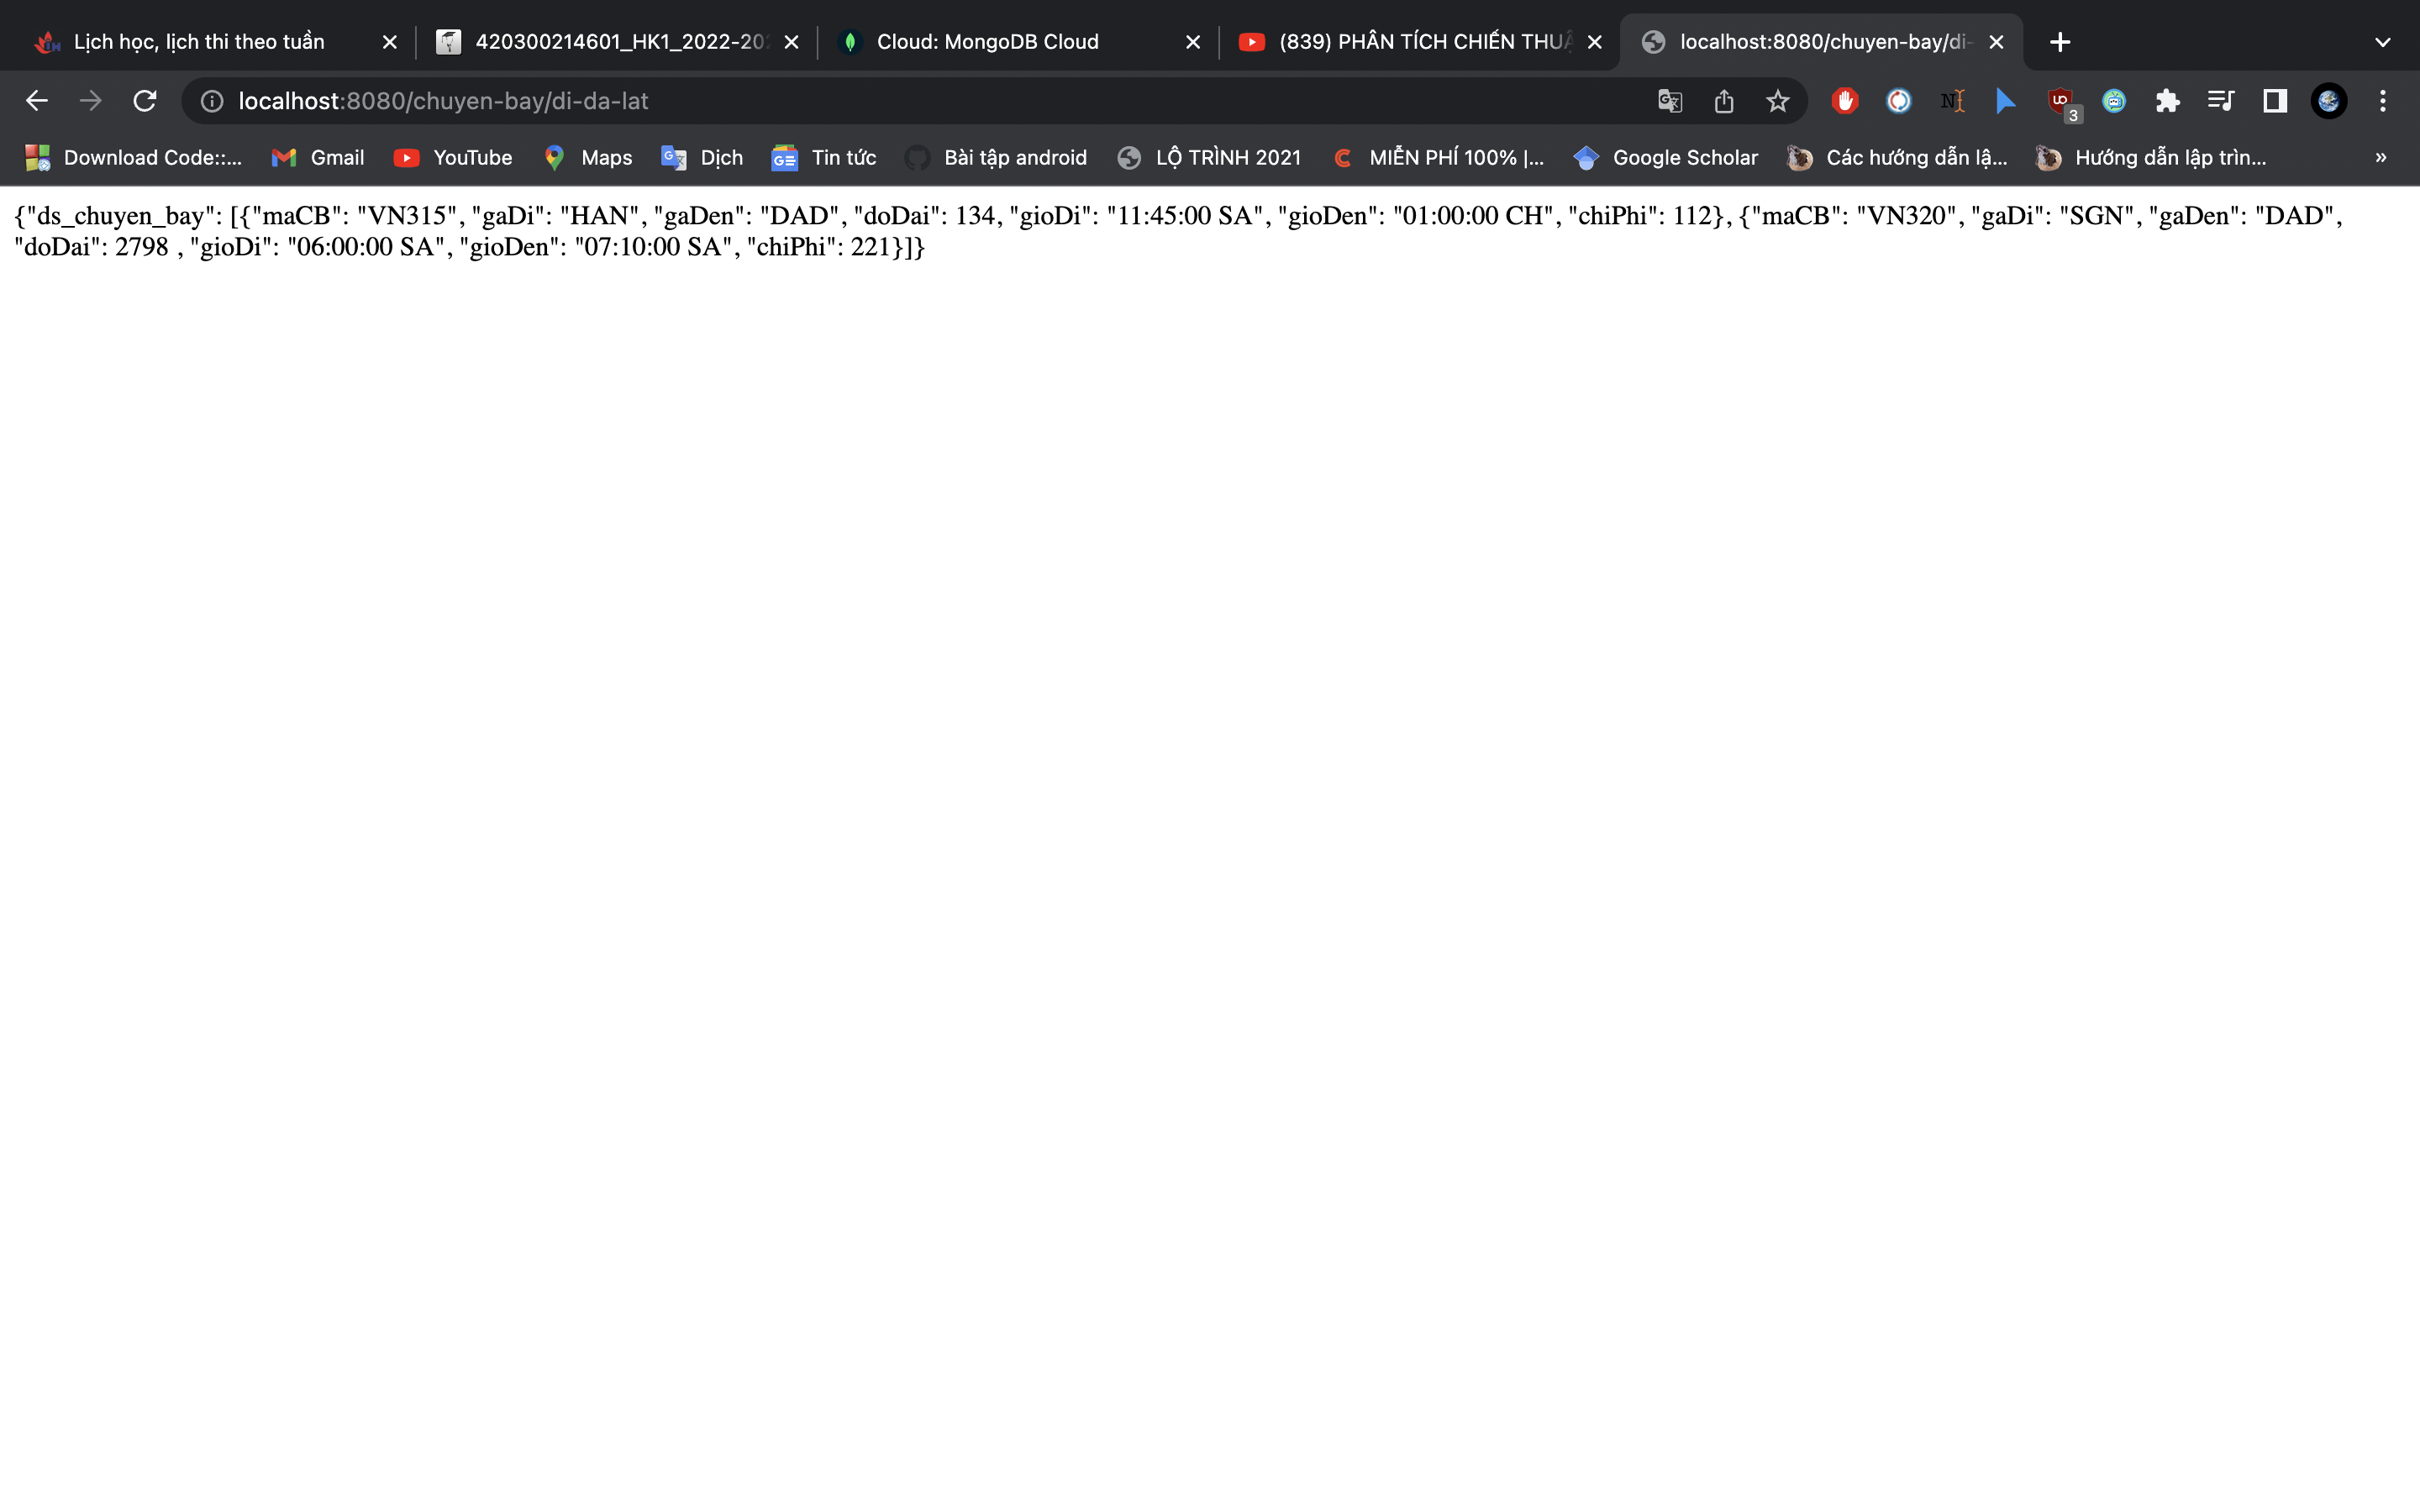 Lịch học, lịch thi theo tuần
420300214601_HK1_2022-20
Cloud: MongoDB Cloud
(839) PHÂN TÍCH CHIẾN THUẬ
localhost:8080/chuyen-bay/di-
localhost:8080/chuyen-bay/di-da-lat
3
Download Code::...
Gmail
YouTube
Maps
Dịch
Tin tức
Bài tập android
LỘ TRÌNH 2021
MIỄN PHÍ 100% |...
Google Scholar
Các hướng dẫn lậ...
Hướng dẫn lập trìn...
»
{"ds_chuyen_bay": [{"maCB": "VN315", "gaDi": "HAN", "gaDen": "DAD", "doDai": 134, "gioDi": "11:45:00 SA", "gioDen": "01:00:00 CH", "chiPhi": 112}, {"maCB": "VN320", "gaDi": "SGN", "gaDen": "DAD",
"doDai": 2798 , "gioDi": "06:00:00 SA", "gioDen": "07:10:00 SA", "chiPhi": 221}]}